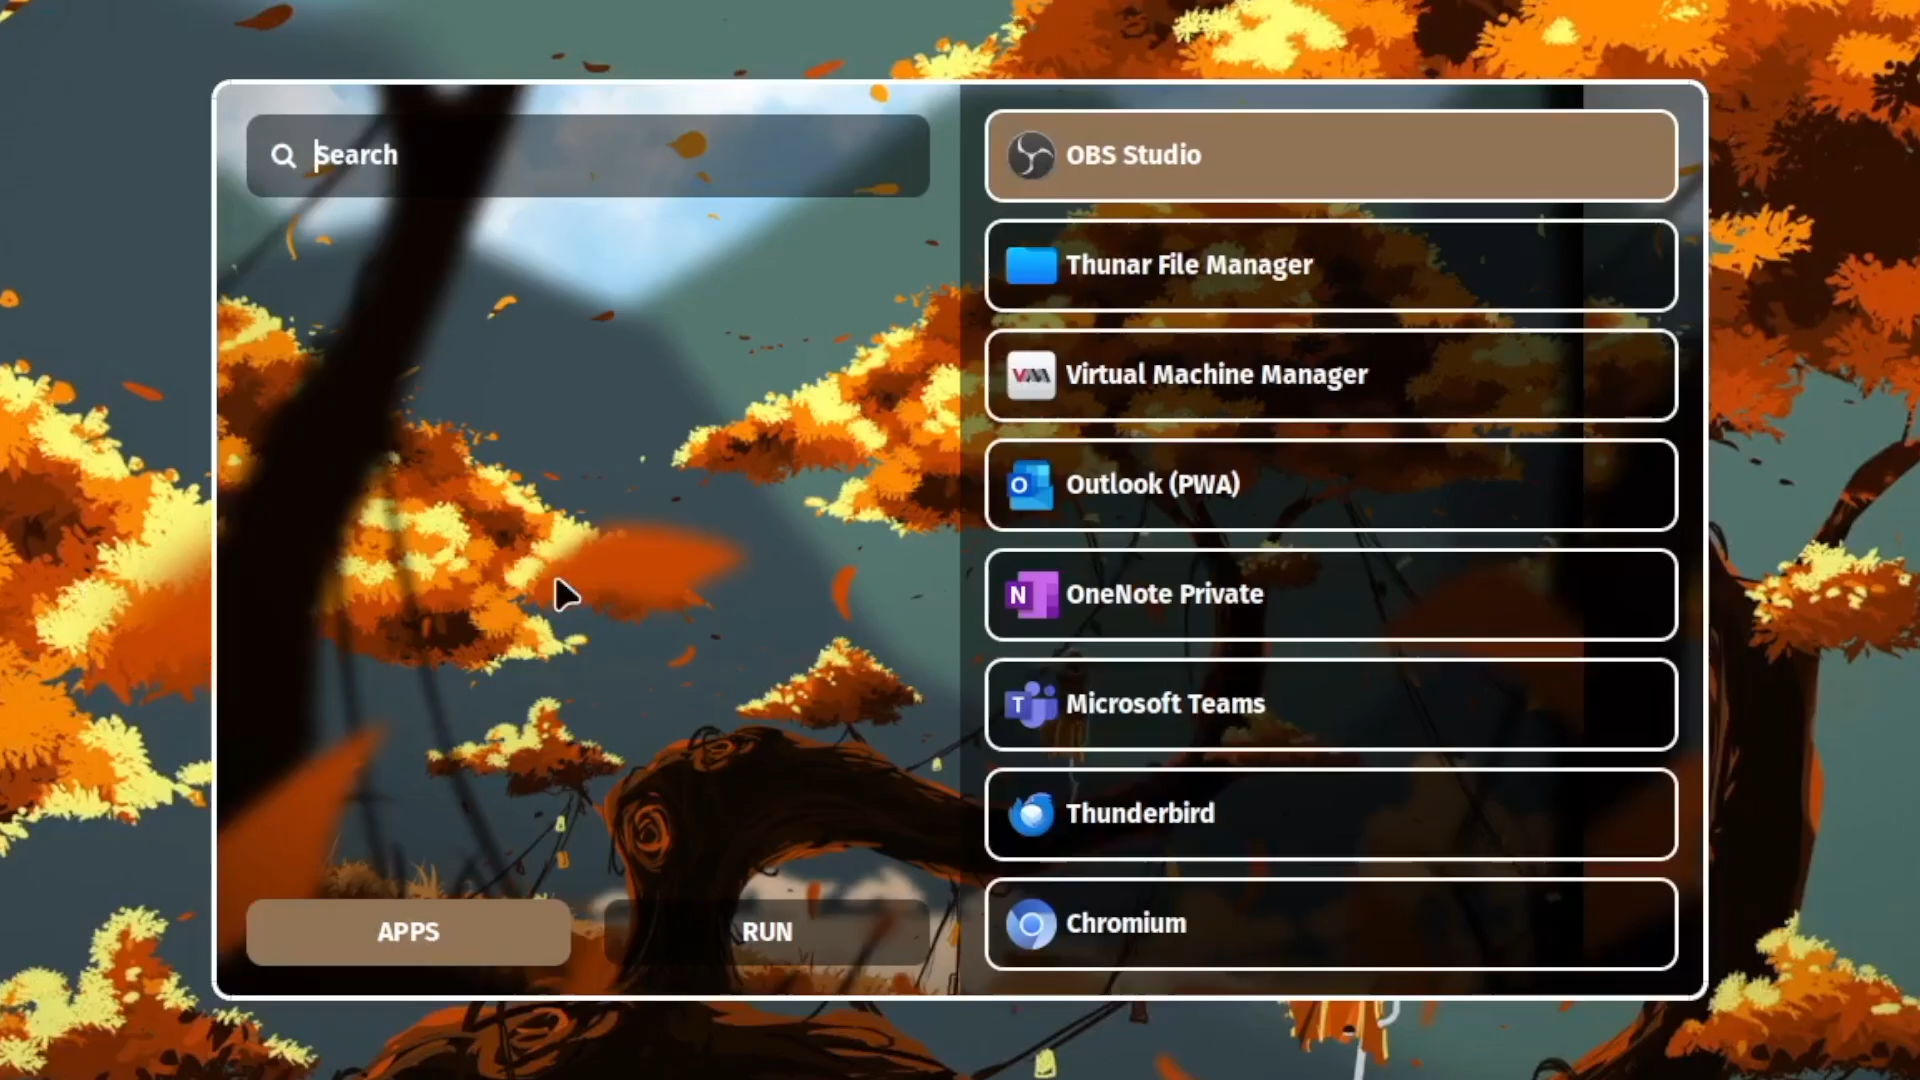 Search
APPS
RUN
OBS Studio
Thunar File Manager
Virtual Machine Manager
Outlook (PWA)
OneNote Private
Microsoft Teams
Thunderbird
Chromium